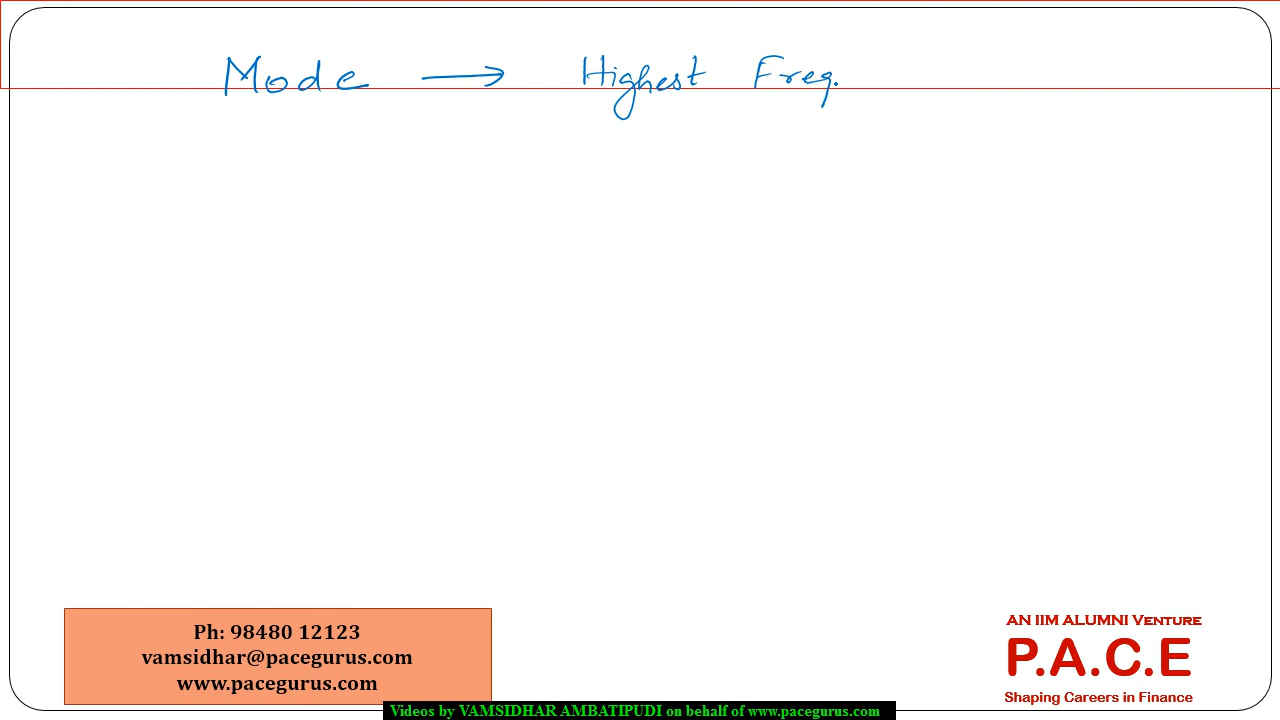 Mode → Highest Freq.
Ph: 98480 12123
vamsidhar@pacegurus.com
www.pacegurus.com
AN IIM ALUMNI VENTURE
P.A.C.E
Shaping Careers in Finance
Videos by VAMSIDHAR AMBATIPUDI on behalf of www.pacegurus.com